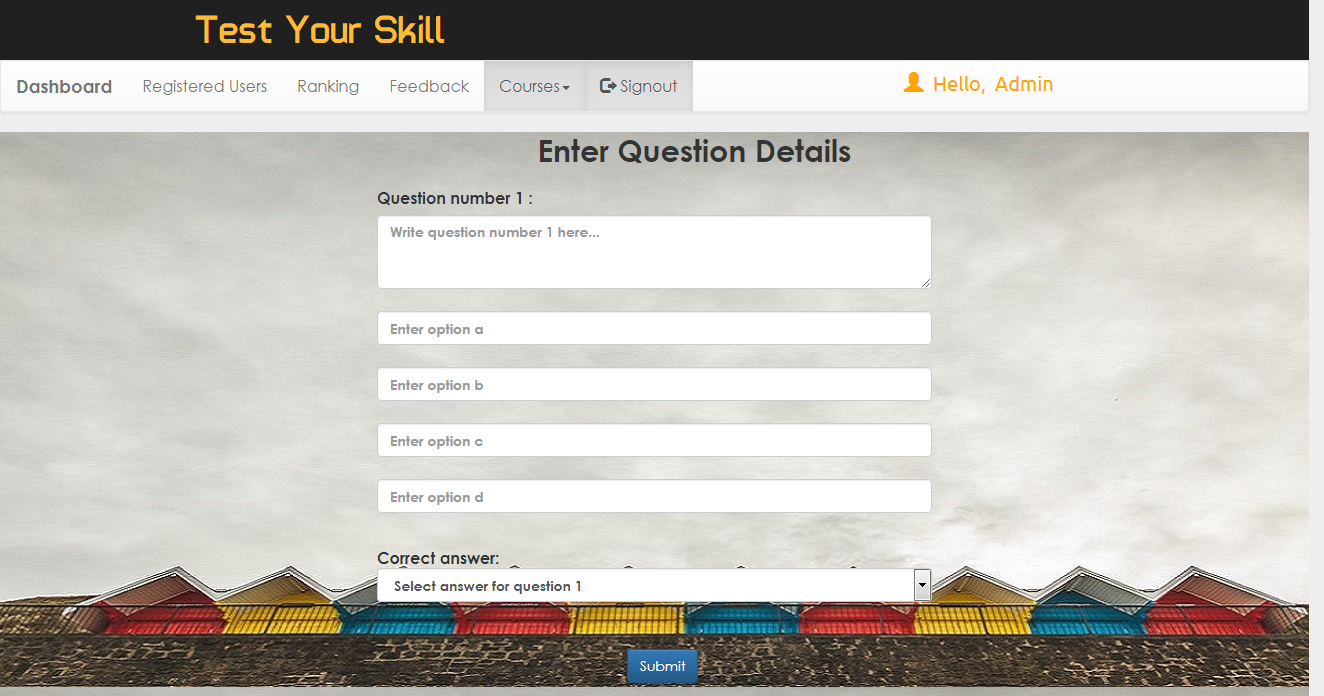 Test Your Skill
Dashboard Registered Users Ranking Feedback Courses Signout Hello, Admin
Enter Question Details
Question number 1 :
Write question number 1 here...
Enter option a
Enter option b
Enter option c
Enter option d
Correct answer:
Select answer for question 1
Submit